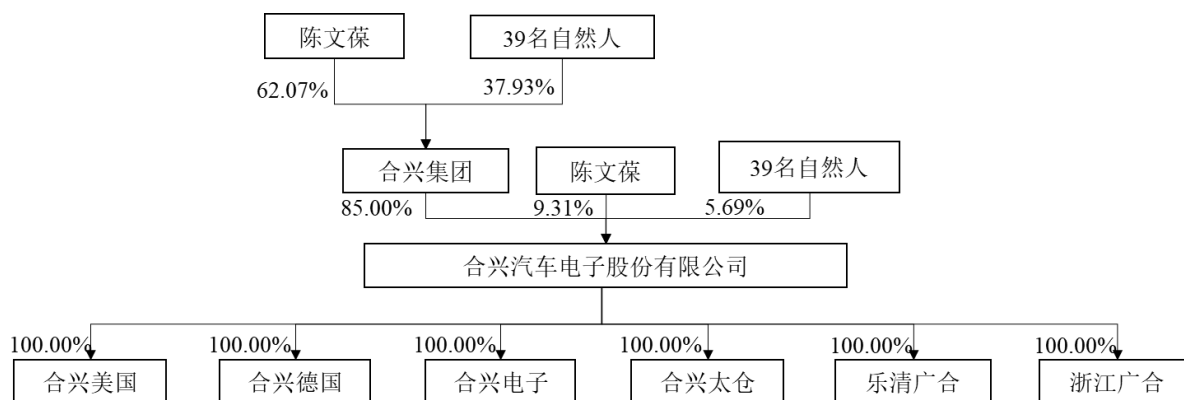 陈文葆
39名自然人
62.07%
37.93%
合兴集团
陈文葆
39名自然人
85.00%
9.31%
5.69%
合兴汽车电子股份有限公司
100.00%
100.00%
100.00%
100.00%
100.00%
100.00%
合兴美国
合兴德国
合兴电子
合兴太仓
乐清广合
浙江广合